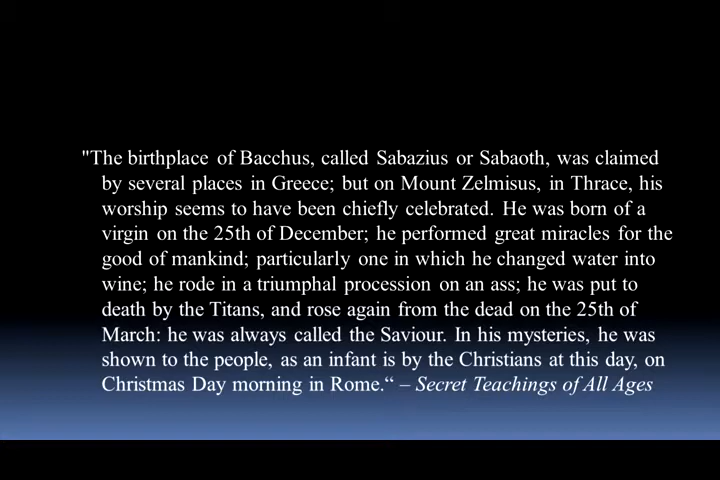 "The birthplace of Bacchus, called Sabazius or Sabaoth, was claimed
by several places in Greece; but on Mount Zelmisus, in Thrace, his
worship seems to have been chiefly celebrated. He was born of a
virgin on the 25th of December; he performed great miracles for the
good of mankind; particularly one in which he changed water into
wine; he rode in a triumphal procession on an ass; he was put to
death by the Titans, and rose again from the dead on the 25th of
March: he was always called the Saviour. In his mysteries, he was
shown to the people, as an infant is by the Christians at this day, on
Christmas Day morning in Rome.“ – Secret Teachings of All Ages